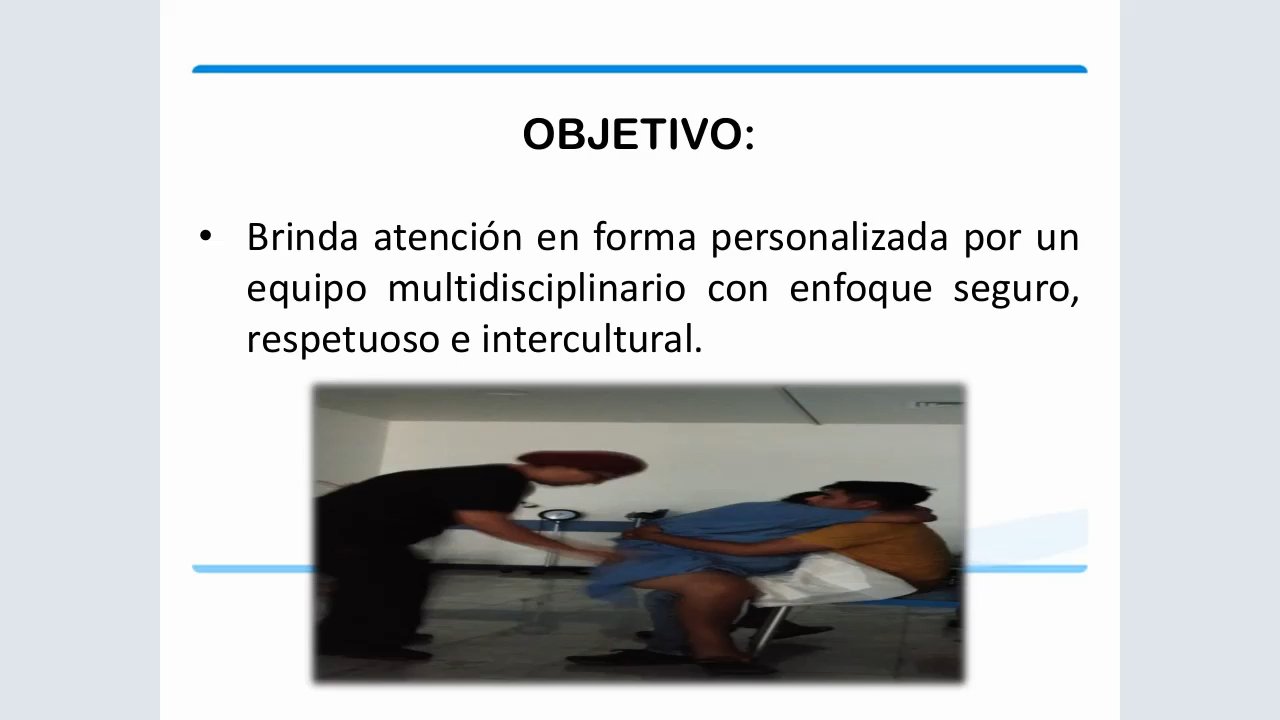 OBJETIVO:
• Brinda atención en forma personalizada por un
equipo multidisciplinario con enfoque seguro,
respetuoso e intercultural.